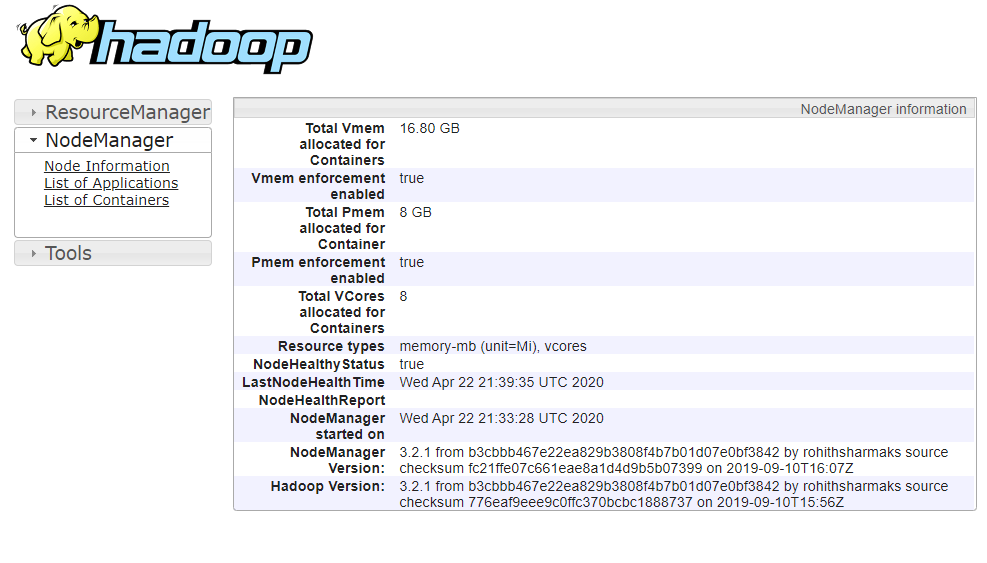 hadoop
ResourceManager
NodeManager
Node Information
List of Applications
List of Containers
Tools
NodeManager information
Total Vmem allocated for Containers 16.80 GB
Vmem enforcement enabled true
Total Pmem allocated for Container 8 GB
Pmem enforcement enabled true
Total VCores allocated for Containers 8
Resource types memory-mb (unit=Mi), vcores
NodeHealthyStatus true
LastNodeHealthTime Wed Apr 22 21:39:35 UTC 2020
NodeHealthReport
NodeManager started on Wed Apr 22 21:33:28 UTC 2020
NodeManager Version: 3.2.1 from b3cbbb467e22ea829b3808f4b7b01d07e0bf3842 by rohithsharmaks source checksum fc21ffe07c661eae8a1d4d9b5b07399 on 2019-09-10T16:07Z
Hadoop Version: 3.2.1 from b3cbbb467e22ea829b3808f4b7b01d07e0bf3842 by rohithsharmaks source checksum 776eaf9eee9c0ffc370bcbc1888737 on 2019-09-10T15:56Z